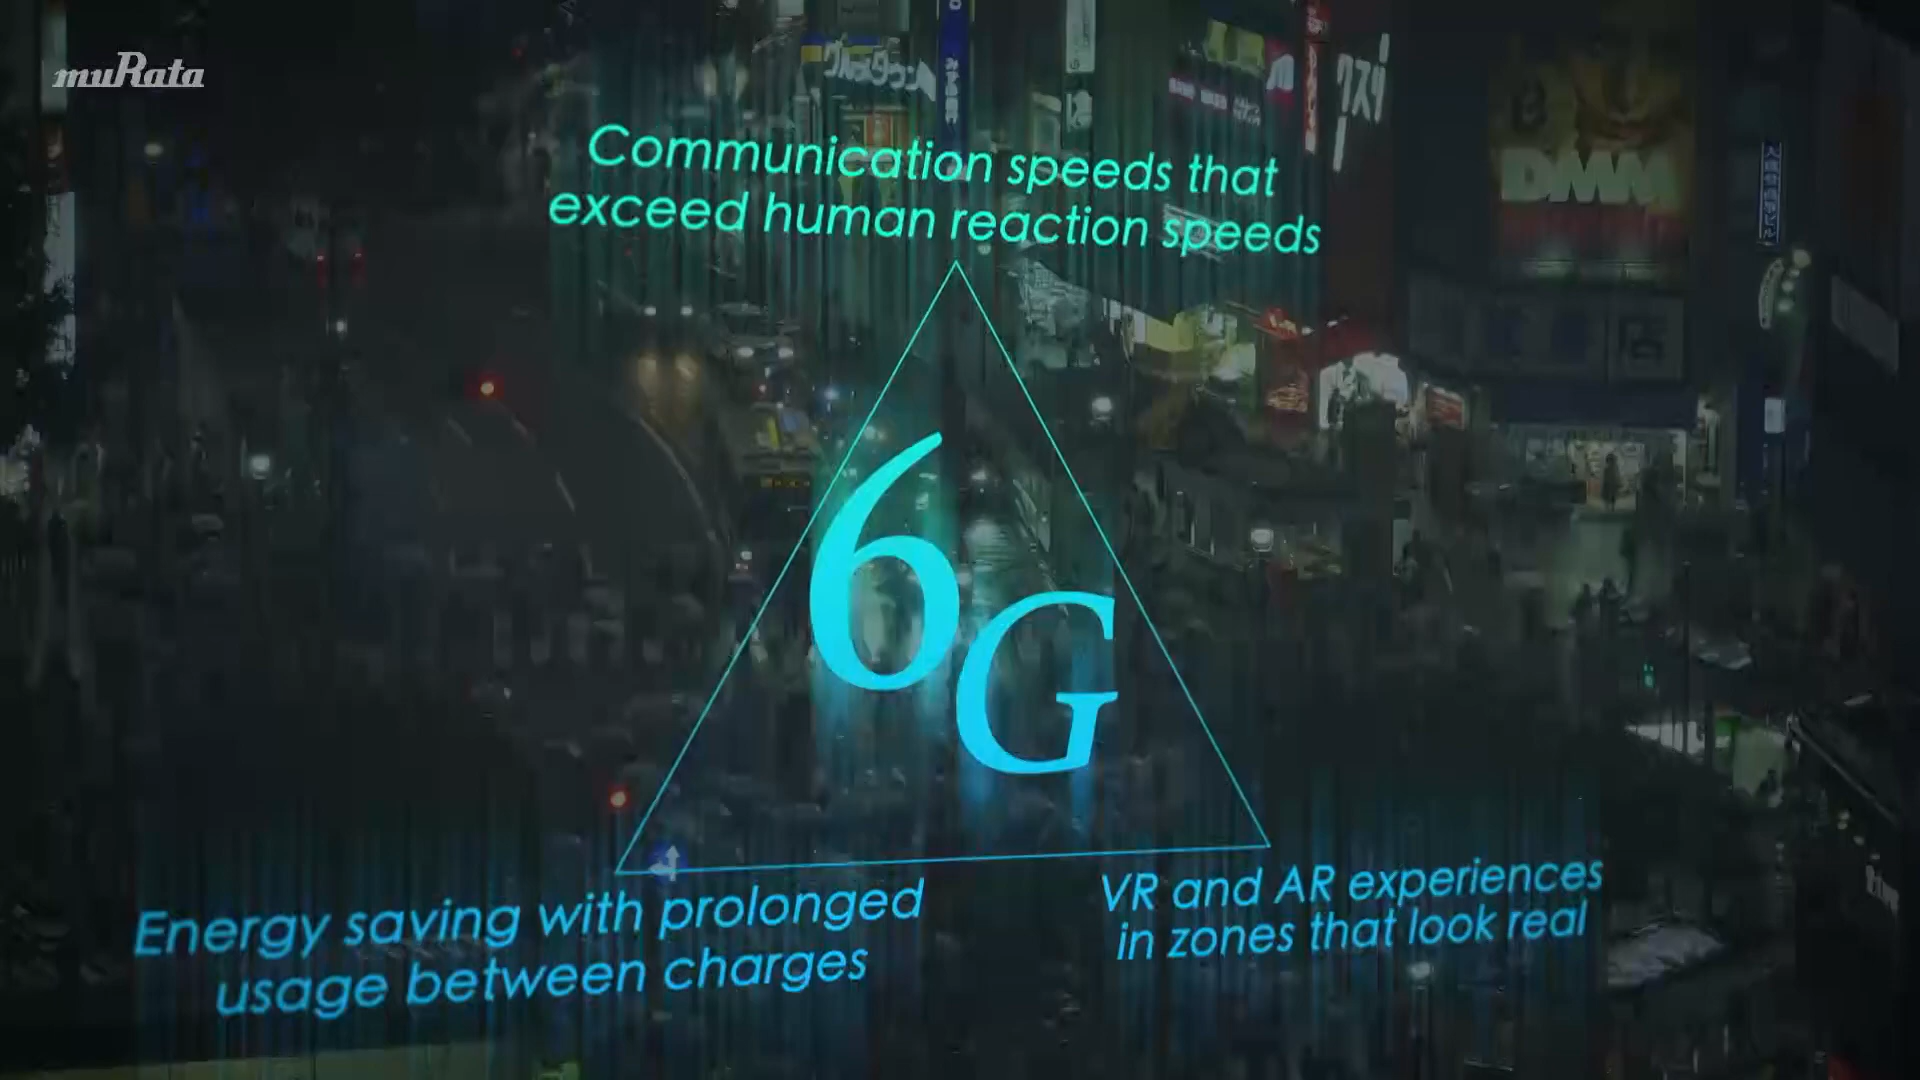 muRata
Communication speeds that
exceed human reaction speeds
DMM
6G
Energy saving with prolonged
usage between charges
VR and AR experiences
in zones that look real